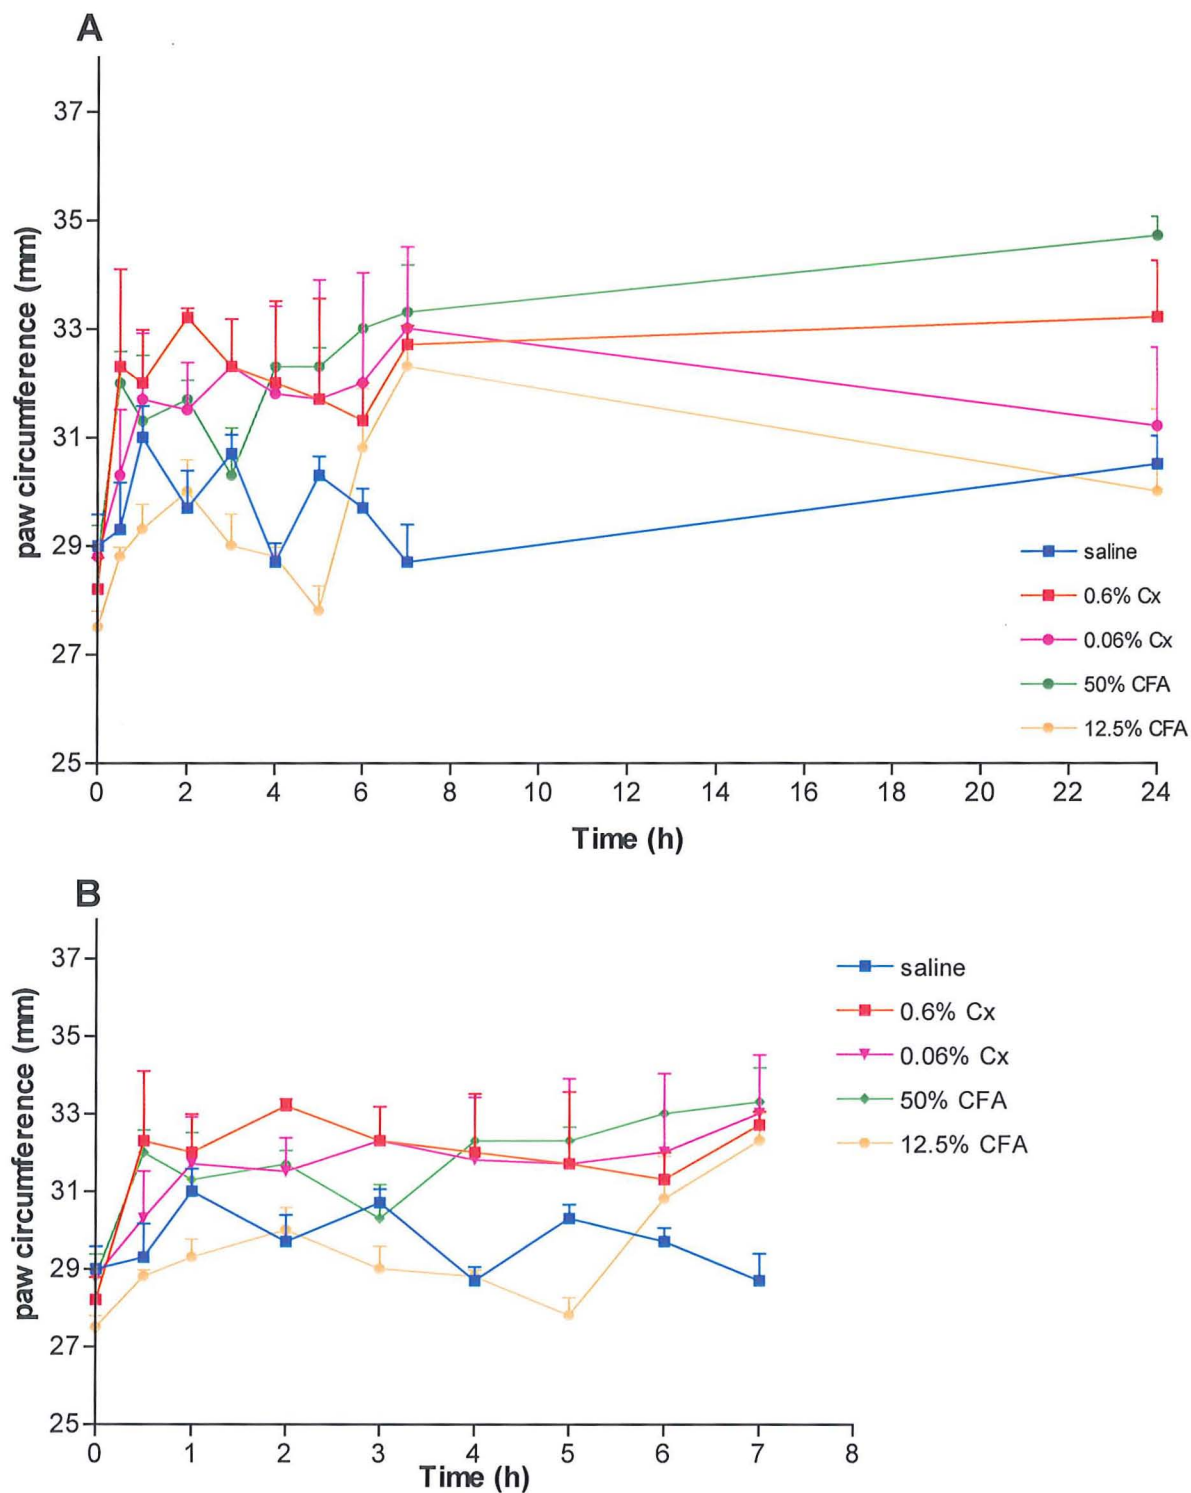 A
37
35
33
31
29
27
25
paw circumference (mm)
0 2 4 6 8 10 12 14 16 18 20 22 24
Time (h)
saline
0.6% Cx
0.06% Cx
50% CFA
12.5% CFA
B
37
35
33
31
29
27
25
paw circumference (mm)
0 1 2 3 4 5 6 7 8
Time (h)
saline
0.6% Cx
0.06% Cx
50% CFA
12.5% CFA